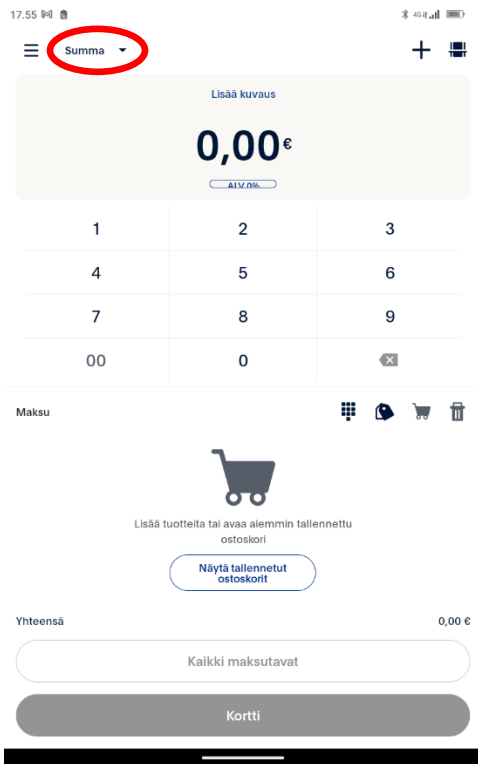 17.55 4G
Summa
Lisää kuvaus
0,00 €
ALV 0%
1 2 3
4 5 6
7 8 9
00 0
Maksu
Lisää tuotteita tai avaa aiemmin tallennettu
ostoskori
Näytä tallennetut
ostoskorit
Yhteensä 0,00 €
Kaikki maksutavat
Kortti